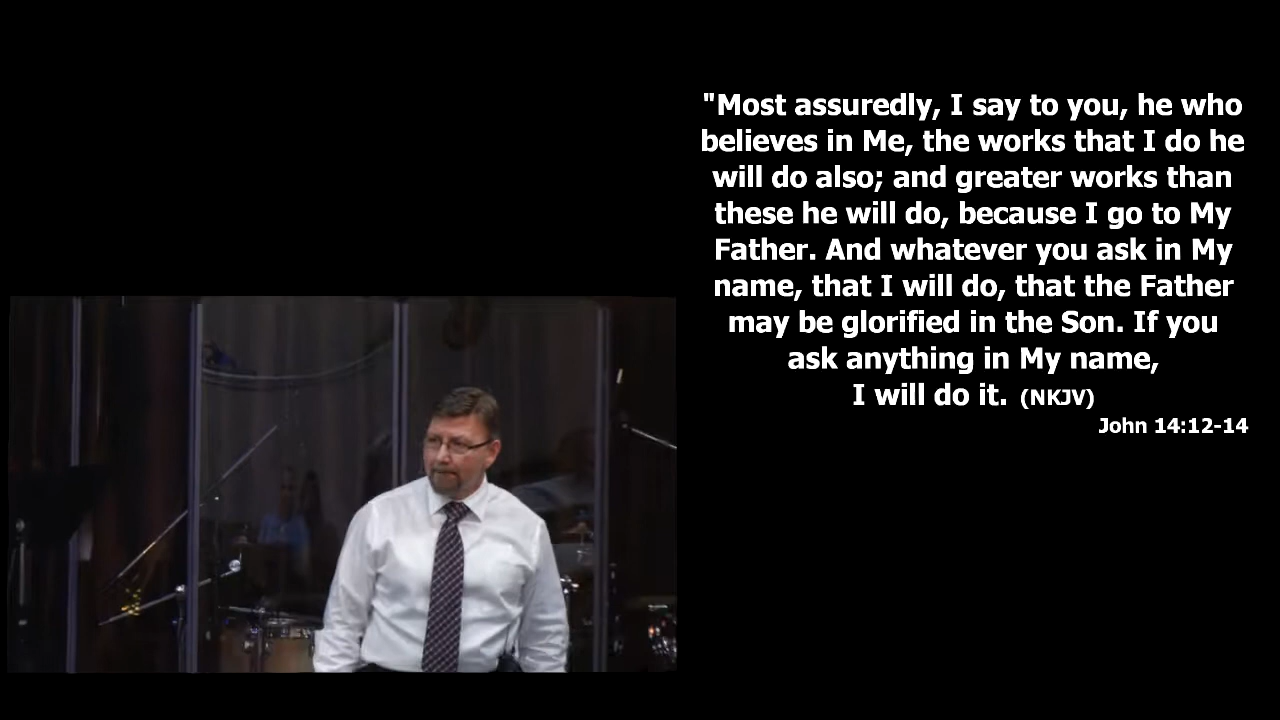 "Most assuredly, I say to you, he who
believes in Me, the works that I do he
will do also; and greater works than
these he will do, because I go to My
Father. And whatever you ask in My
name, that I will do, that the Father
may be glorified in the Son. If you
ask anything in My name,
I will do it. (NKJV)
John 14:12-14